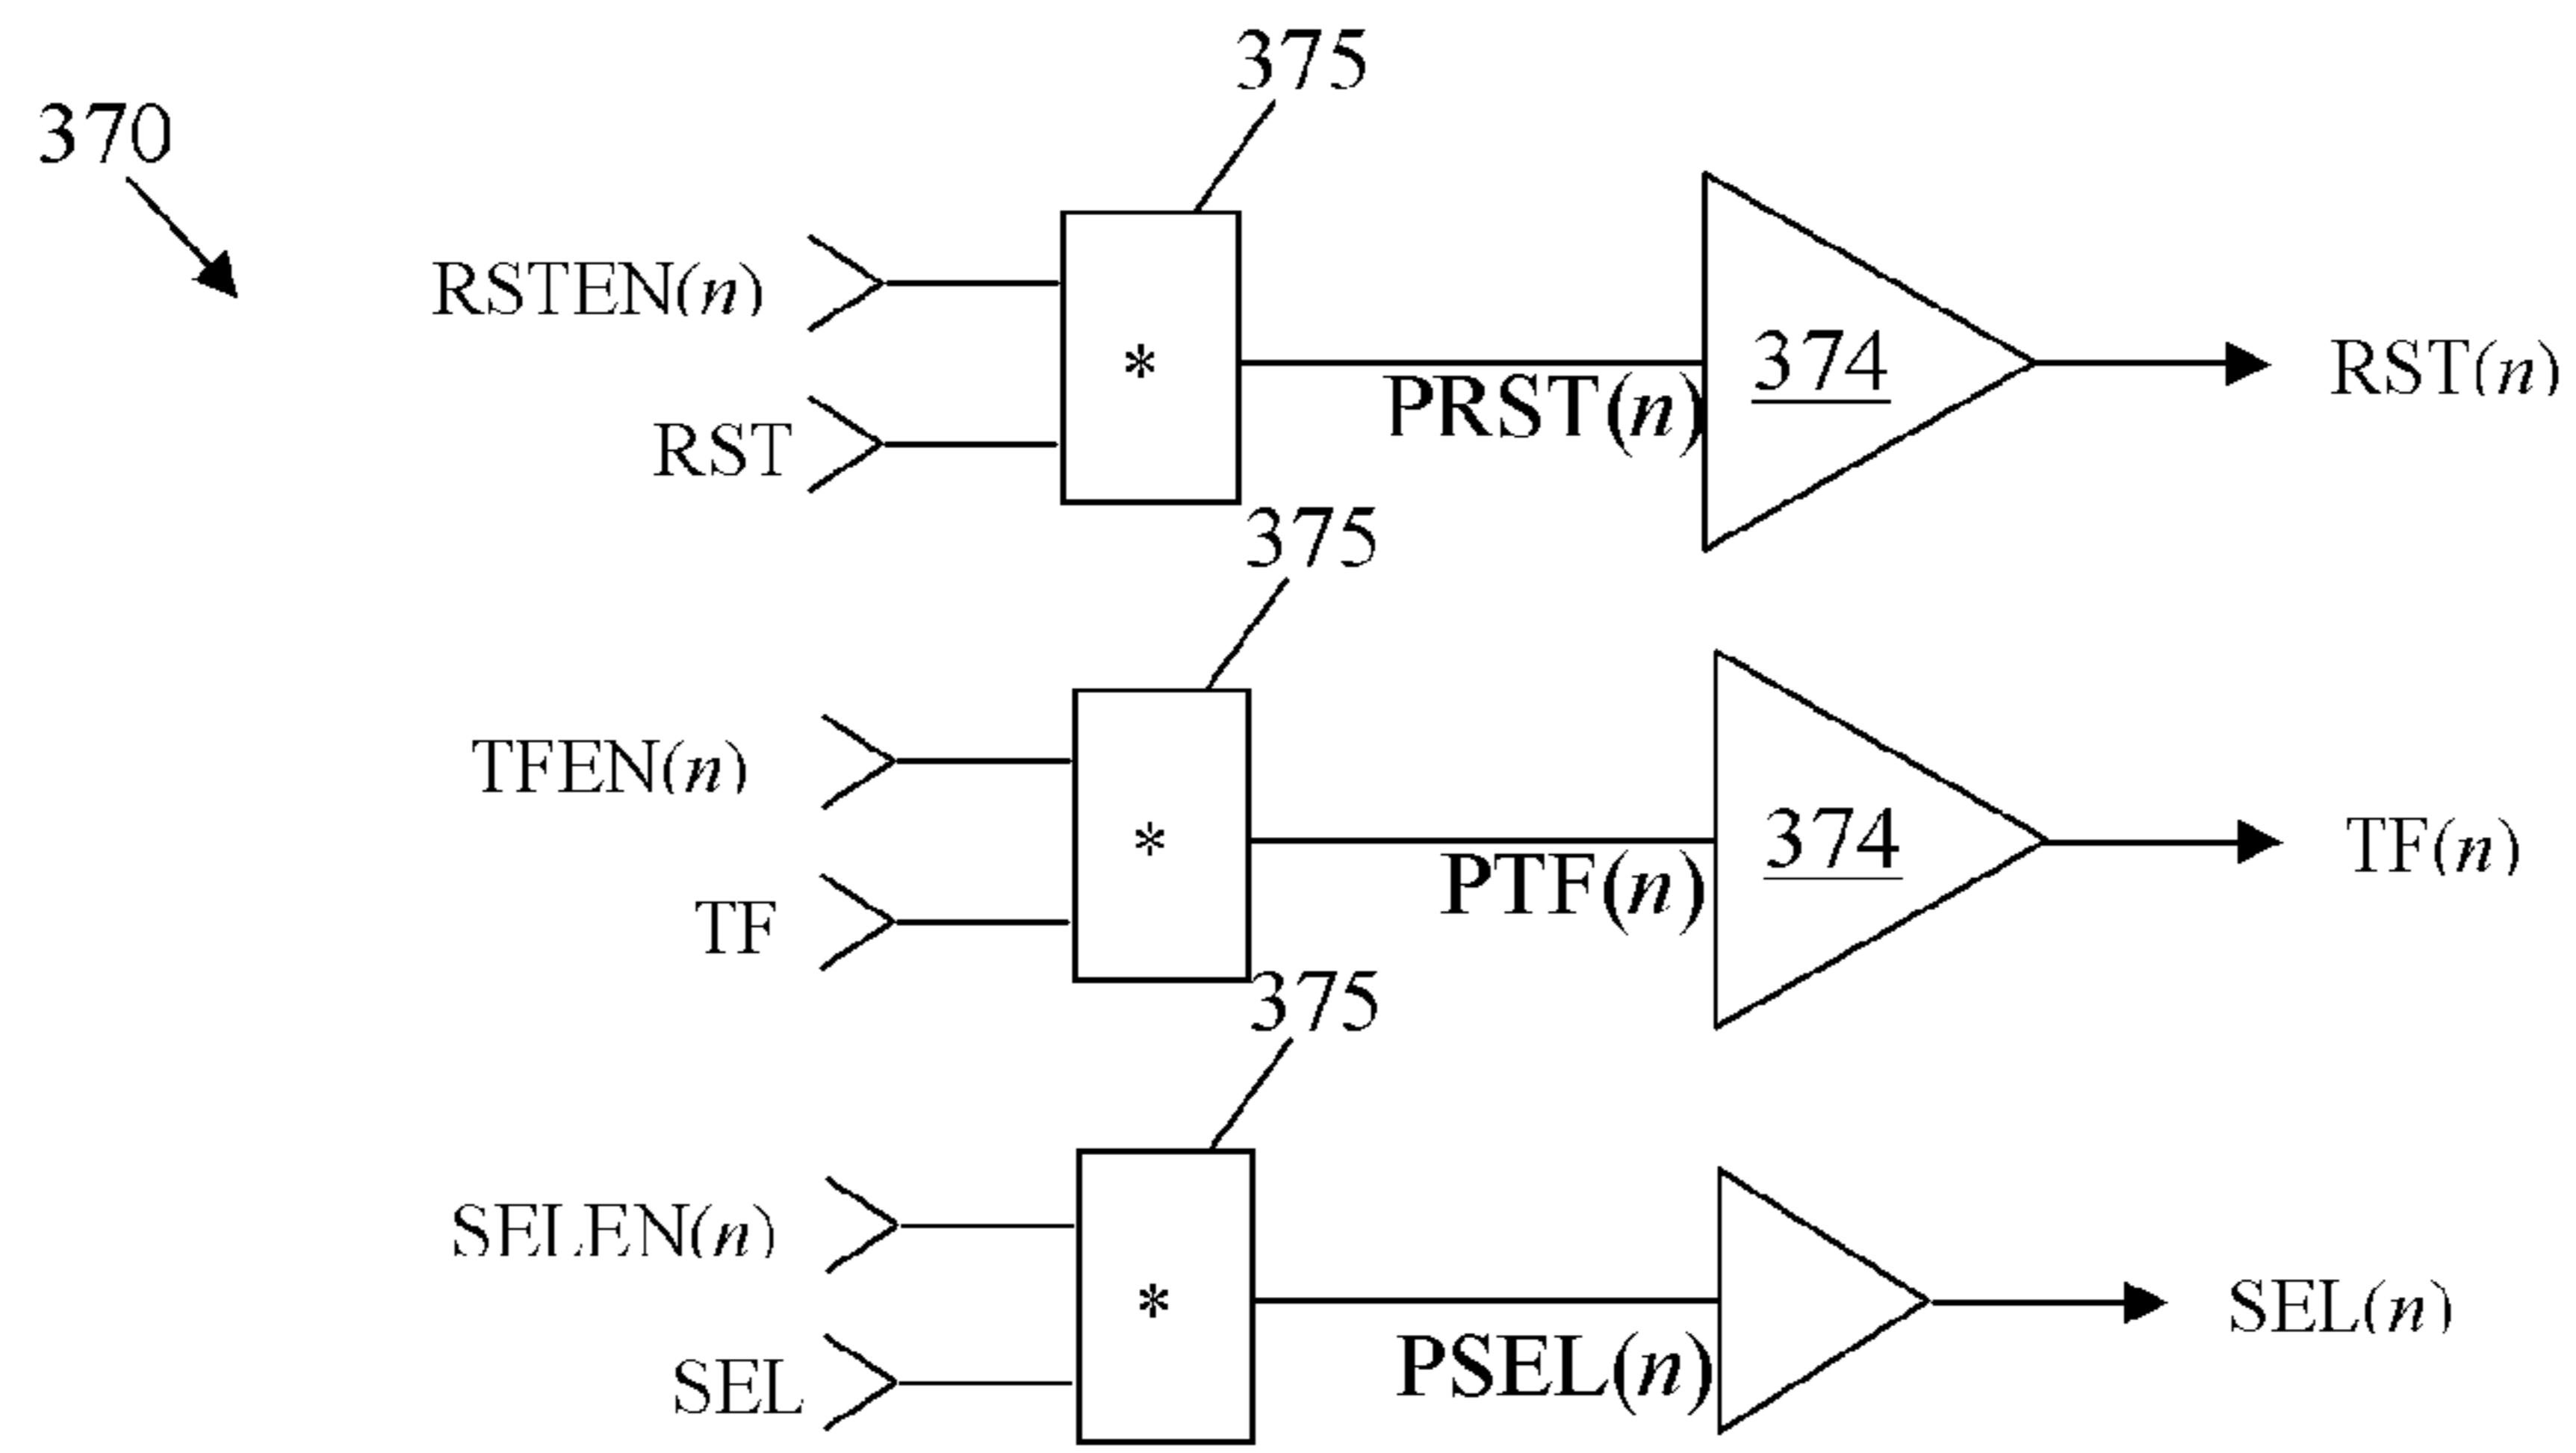 375
370
RSTEN(n)
*
374
RST(n)
PRST(n)
RST
375
TFEN(n)
*
374
TF(n)
PTF(n)
TF
375
SELEN(n)
*
SEL(n)
PSEL(n)
SEL